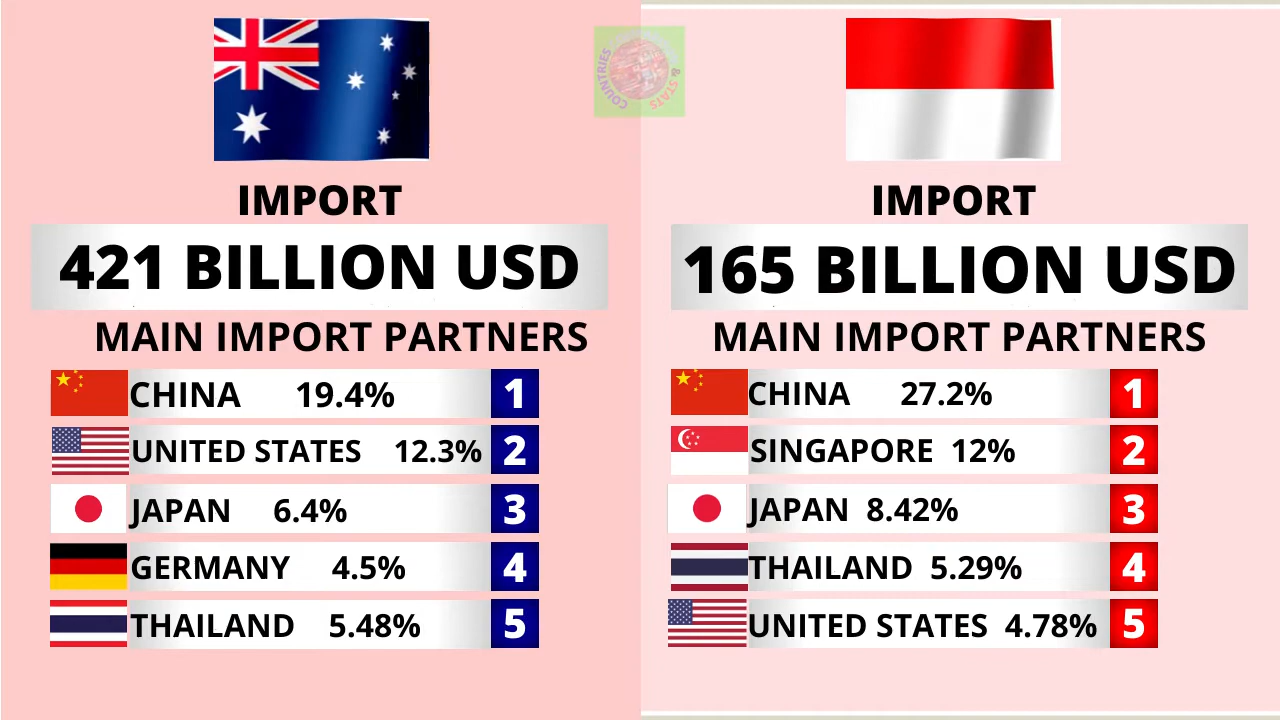 COUNTRIES
& STATS
IMPORT
421 BILLION USD
MAIN IMPORT PARTNERS
CHINA 19.4% 1
UNITED STATES 12.3% 2
JAPAN 6.4% 3
GERMANY 4.5% 4
THAILAND 5.48% 5
IMPORT
165 BILLION USD
MAIN IMPORT PARTNERS
CHINA 27.2% 1
SINGAPORE 12% 2
JAPAN 8.42% 3
THAILAND 5.29% 4
UNITED STATES 4.78% 5